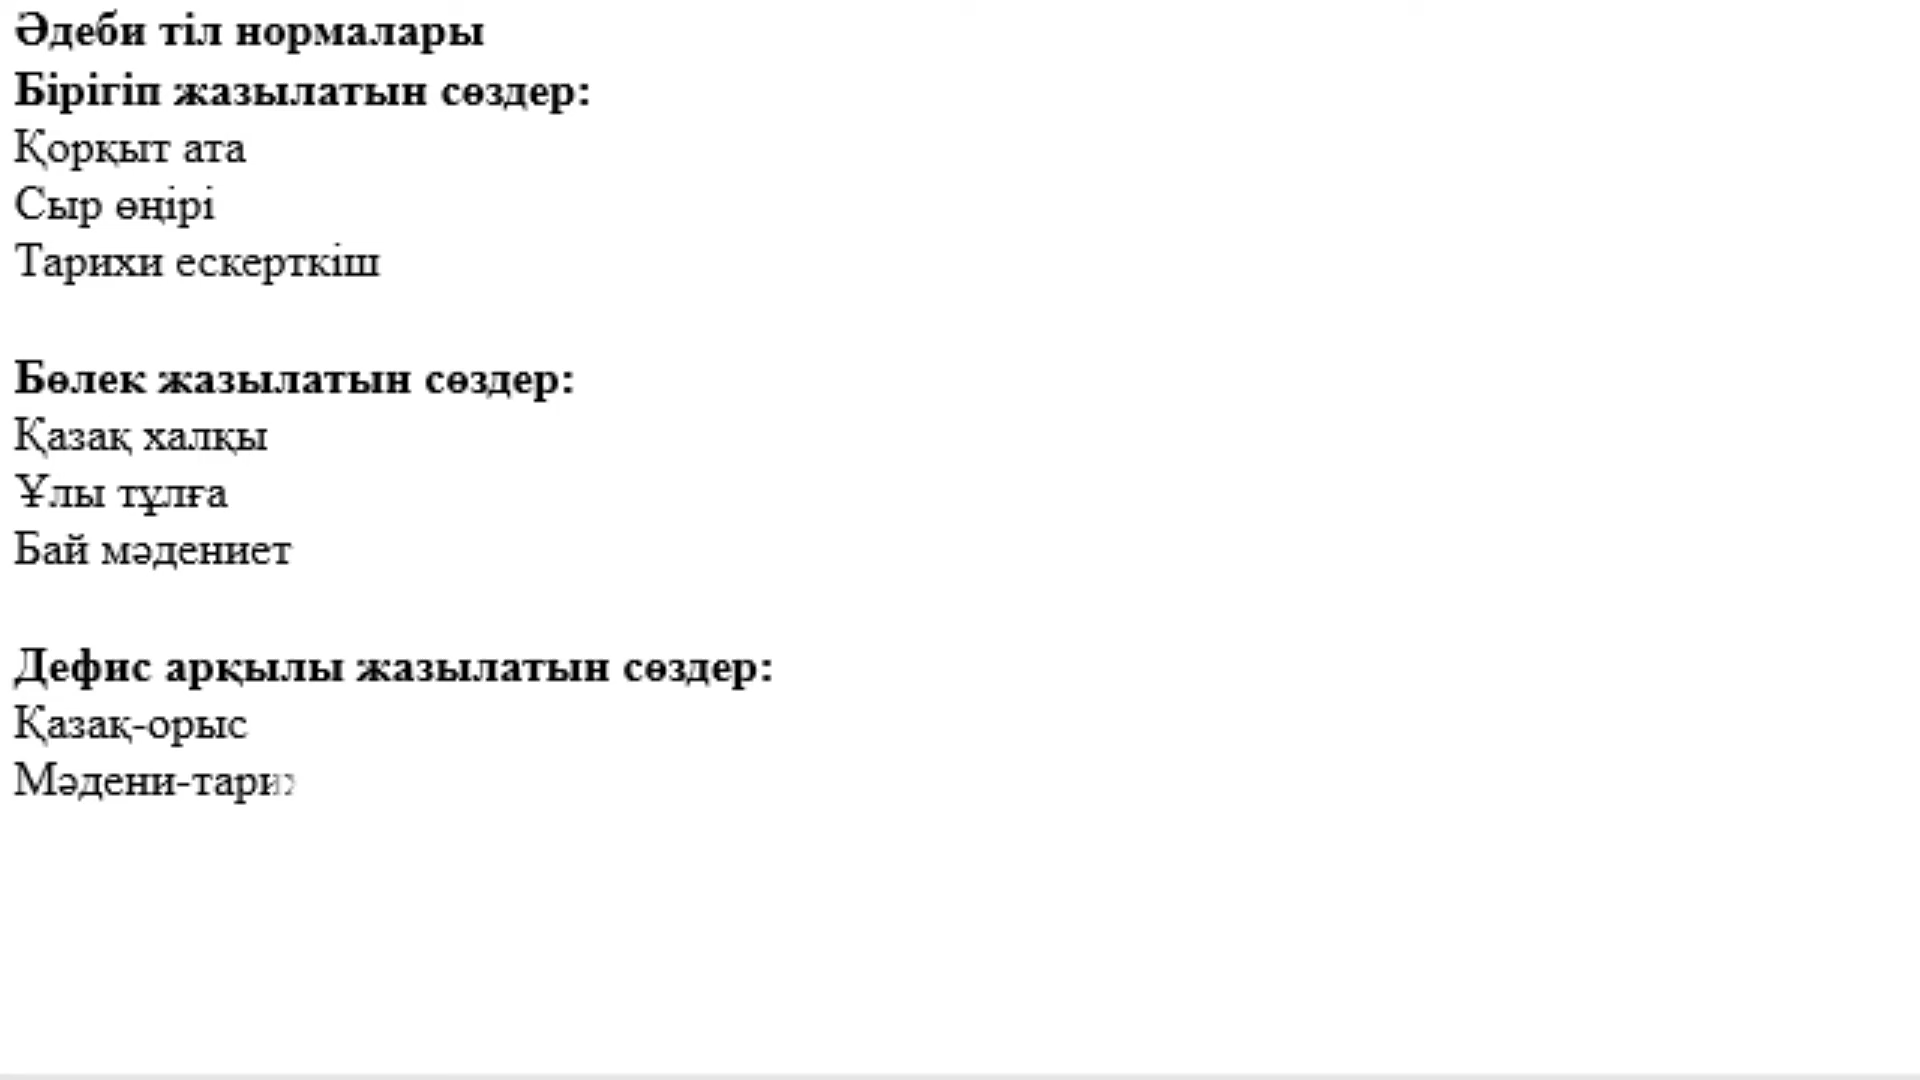 Әдеби тіл нормалары
Бірігіп жазылатын сөздер:
Қорқыт ата
Сыр өңірі
Тарихи ескерткіш
Бөлек жазылатын сөздер:
Қазақ халқы
Ұлы тұлға
Бай мәдениет
Дефис арқылы жазылатын сөздер:
Қазақ-орыс
Мәдени-тарих